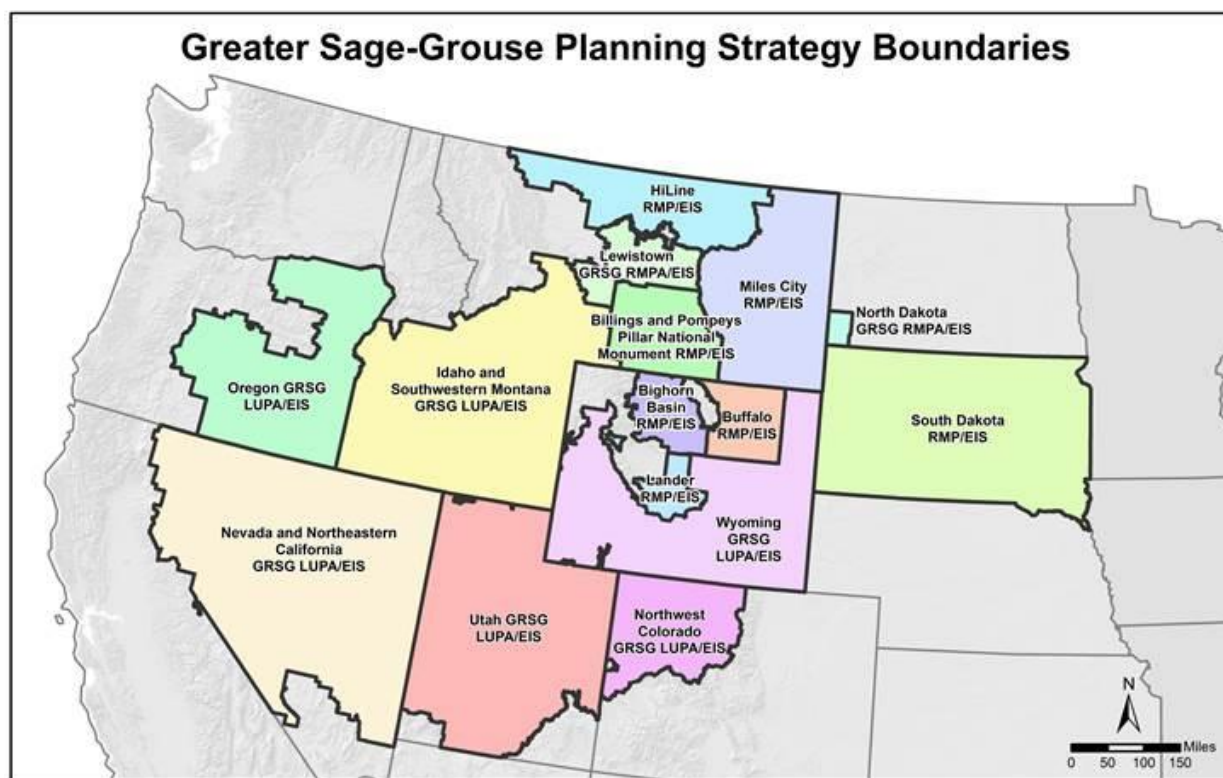 Greater Sage-Grouse Planning Strategy Boundaries
HiLine
RMP/EIS
Lewistown
GRSG RMPA/EIS
Miles City
RMP/EIS
North Dakota
GRSG RMPA/EIS
Billings and Pompeys
Pillar National
Monument RMP/EIS
Idaho and
Southwestern Montana
GRSG LUPA/EIS
Oregon GRSG
LUPA/EIS
Bighorn
Basin
RMP/EIS
Buffalo
RMP/EIS
South Dakota
RMP/EIS
Lander
RMP/EIS
Wyoming
GRSG
LUPA/EIS
Nevada and Northeastern
California
GRSG LUPA/EIS
Utah GRSG
LUPA/EIS
Northwest
Colorado
GRSG LUPA/EIS
N
Miles
0 50 100 150